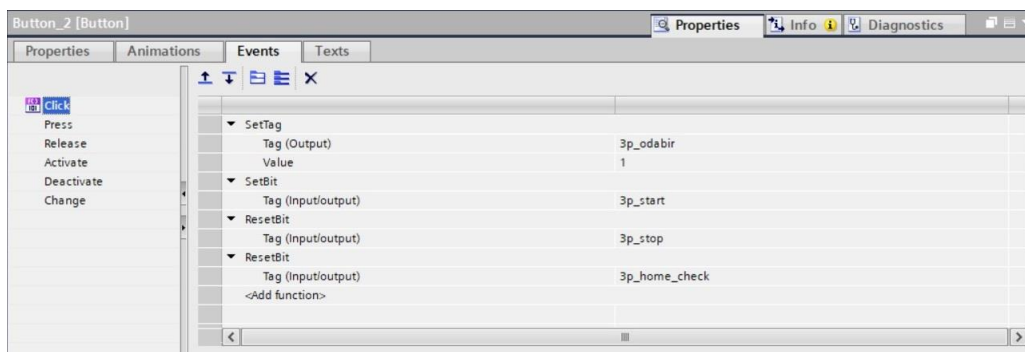 Button_2 [Button]
Properties
Info
Diagnostics
Properties
Animations
Events
Texts
Click
Press
Release
Activate
Deactivate
Change
SetTag
Tag (Output) 3p_odabir
Value 1
SetBit
Tag (Input/output) 3p_start
ResetBit
Tag (Input/output) 3p_stop
ResetBit
Tag (Input/output) 3p_home_check
<Add function>